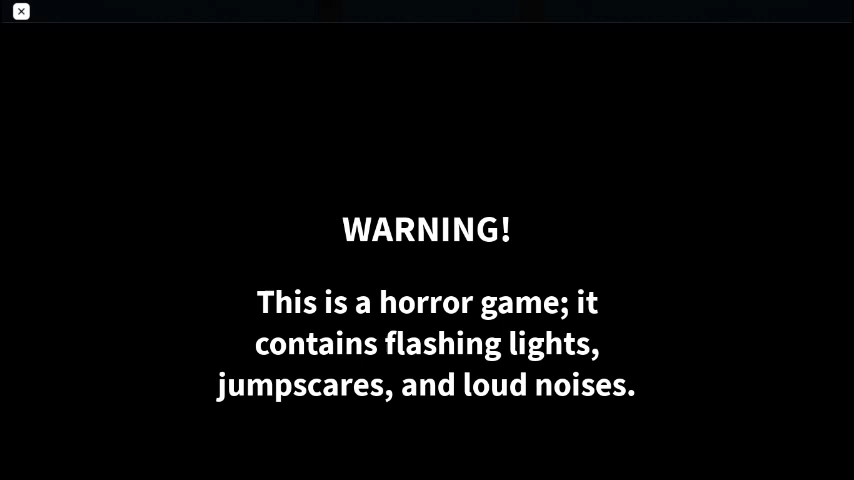 WARNING!
This is a horror game; it
contains flashing lights,
jumpscares, and loud noises.